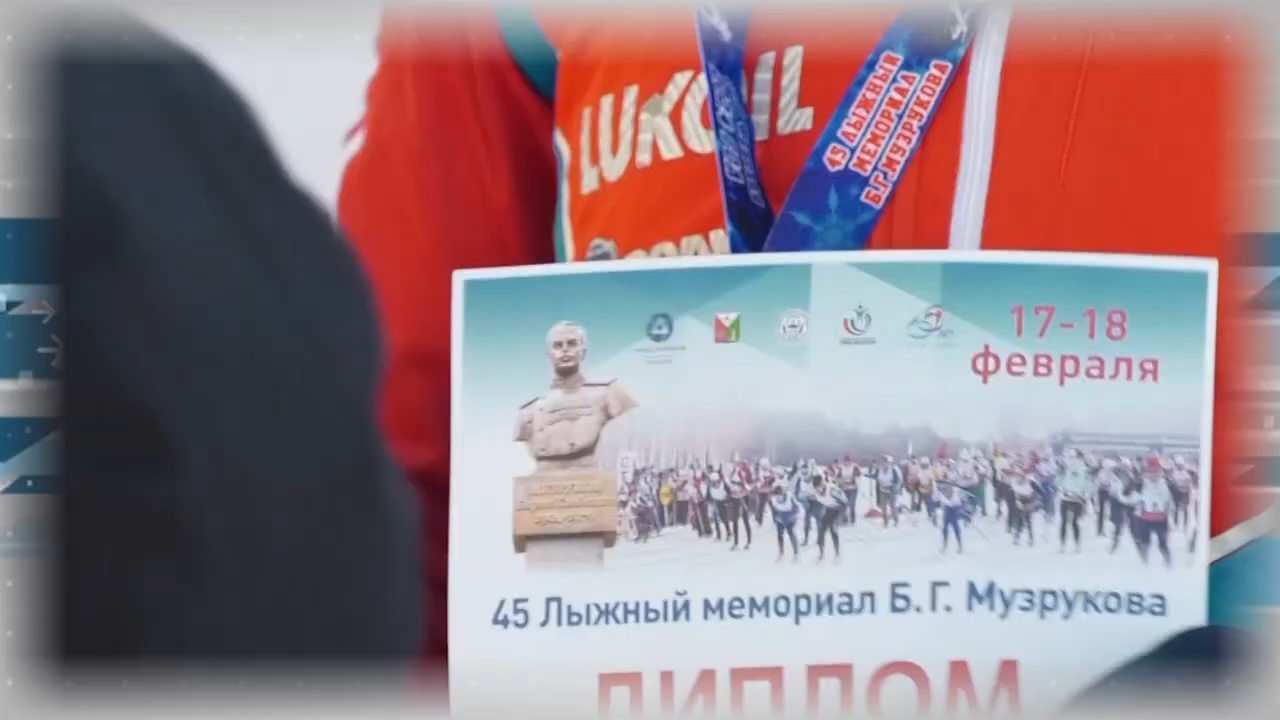 LUKOIL
45 ЛЫЖНЫЙ
МЕМОРИАЛ
Б.Г.МУЗРУКОВА
17-18
февраля
45 Лыжный мемориал Б.Г. Музрукова
ДИПЛОМ